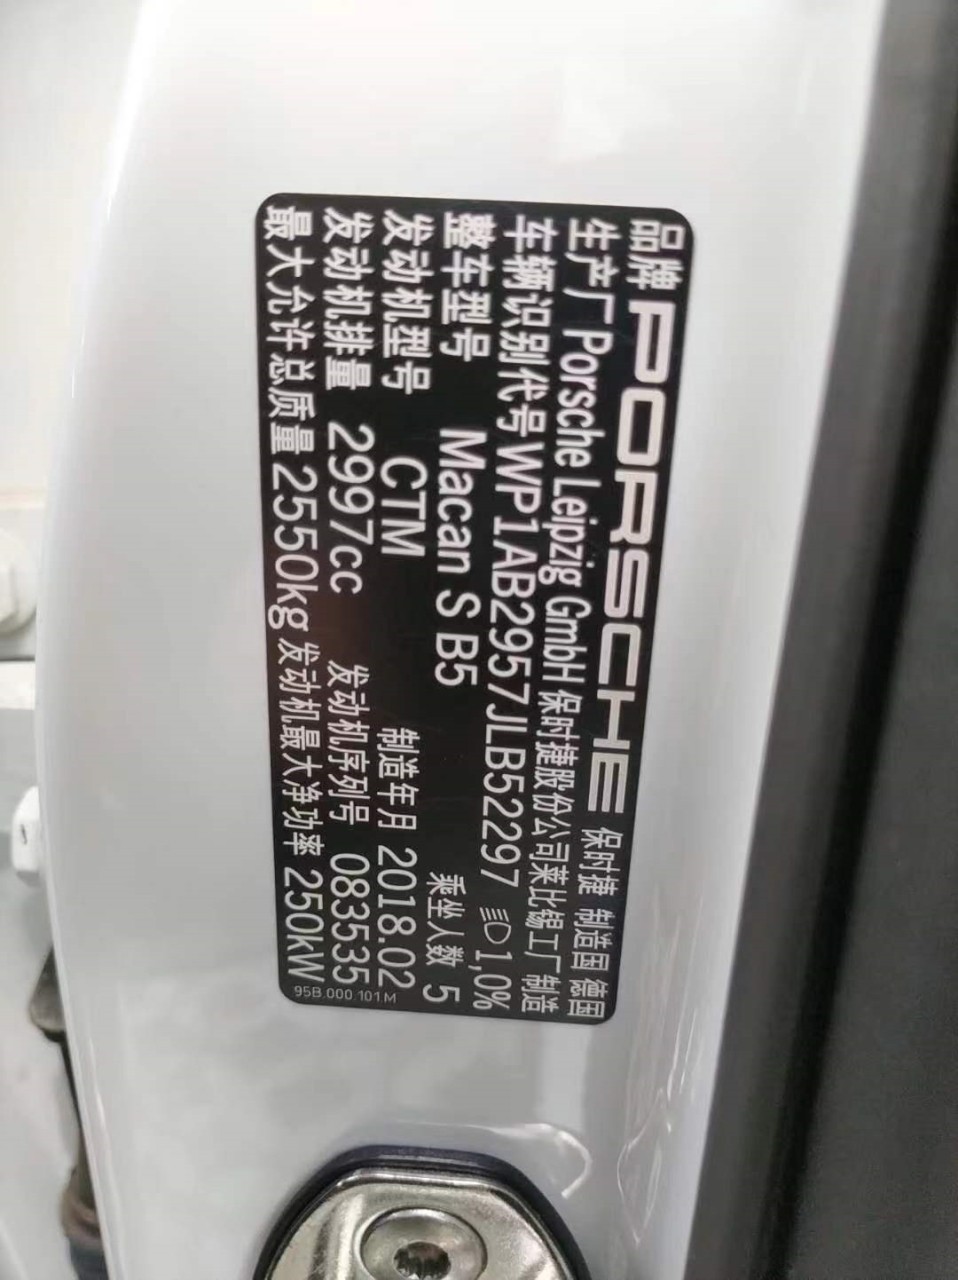 品牌 PORSCHE 保时捷 制造国 德国
生产厂 Porsche Leipzig GmbH 保时捷股份公司莱比锡工厂 制造
车辆识别代号 WP1AB2957JLB52297 1,0%
整车型号 Macan S B5 乘坐人数 5
发动机型号 CTM 制造年月 2018.02
发动机排量 2997cc 发动机序列号 083535
最大允许总质量 2550kg 发动机最大净功率 250kW
95B.000.101.M